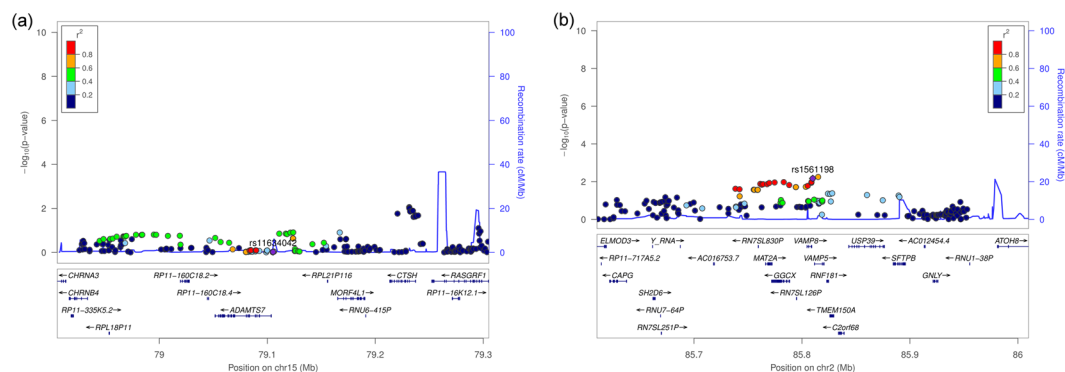 (a)
10
8
6
4
2
0
−log10(p−value)
r2
0.8
0.6
0.4
0.2
100
80
60
40
20
0
Recombination rate (cM/Mb)
rs11634042
←CHRNA3
RP11−160C18.2→
RPL21P116→
CTSH
←RASGRF1
←CHRNB4
RP11−160C18.4→
MORF4L1→
RP11−16K12.1→
RP11−335K5.2→
←ADAMTS7
RNU6−415P→
←RPL18P11
79
79.1
79.2
79.3
Position on chr15 (Mb)
(b)
10
8
6
4
2
0
−log10(p−value)
r2
0.8
0.6
0.4
0.2
100
80
60
40
20
0
Recombination rate (cM/Mb)
rs1561198
ELMOD3→
Y_RNA→
←RN7SL830P
VAMP8→
USP39→
←AC012454.4
ATOH8→
←RP11−717A5.2
←AC016753.7
MAT2A→
VAMP5→
←SFTPB
RNU1−38P→
←CAPG
←GGCX
RNF181→
GNLY→
SH2D6→
←RN7SL126P
RNU7−64P→
←TMEM150A
RN7SL251P→
←C2orf68
85.7
85.8
85.9
86
Position on chr2 (Mb)